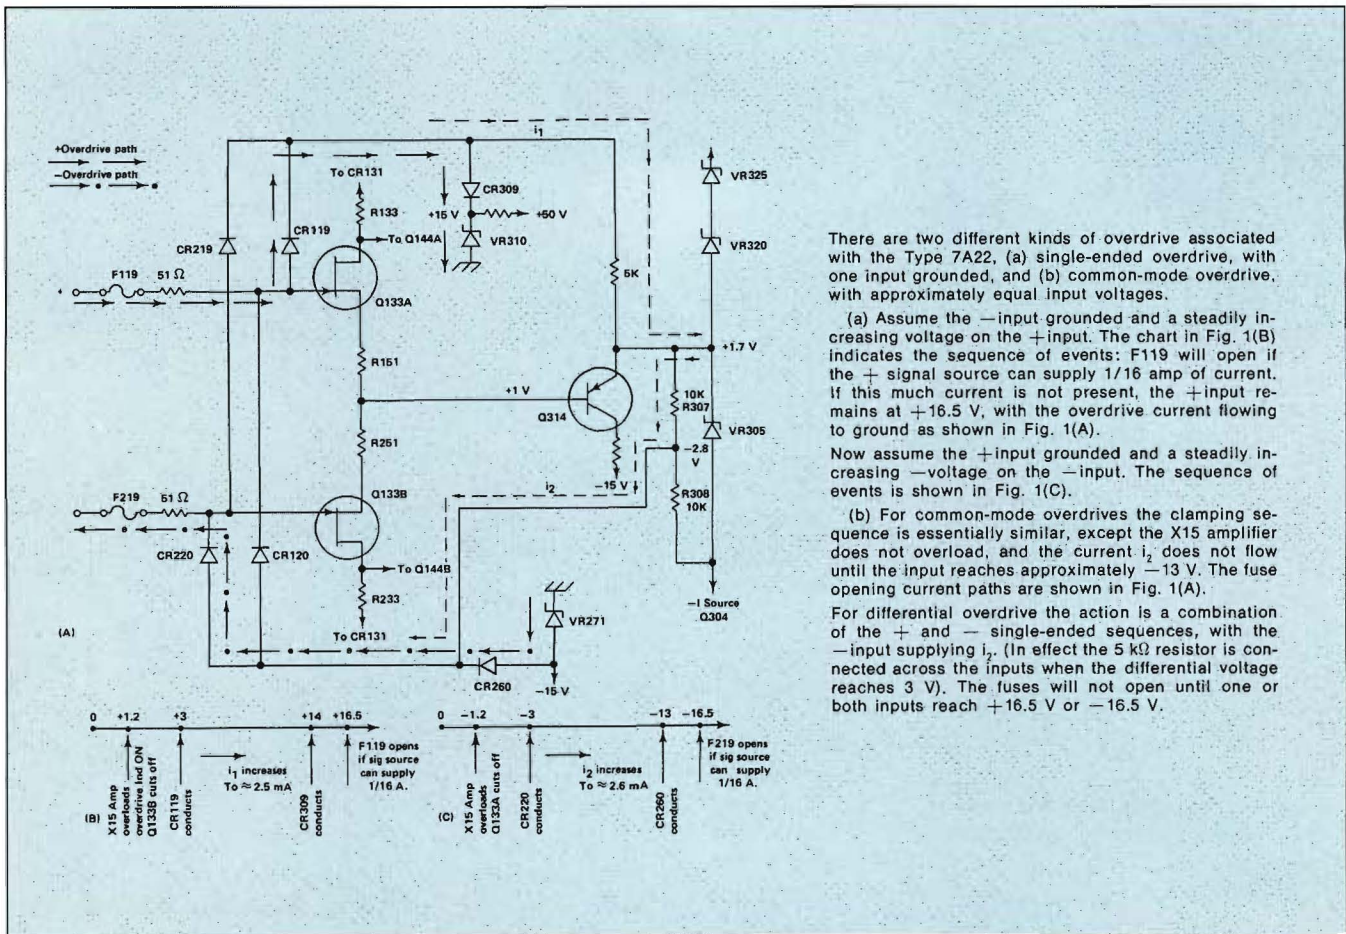 +Overdrive path
−Overdrive path
i1
To CR131
R133
To Q144A
CR309
+15 V
+50 V
VR310
CR219
CR119
F119
51 Ω
+
Q133A
VR325
VR320
5K
R151
+1.7 V
+1 V
Q314
10K
R307
VR305
−2.8
V
R251
−15 V
i2
R308
10K
F219
51 Ω
Q133B
CR220
CR120
To Q144B
R233
−I Source
Q304
VR271
(A)
To CR131
CR260
−15 V
0
+1.2
+3
+14
+16.5
X15 Amp
overloads
overdrive Ind ON
Q133B cuts off
CR119
conducts
i1 increases
To ≈ 2.5 mA
CR309
conducts
F119 opens
if sig source
can supply
1/16 A.
(B)
0
−1.2
−3
−13
−16.5
X15 Amp
overloads
Q133A cuts off
CR220
conducts
i2 increases
To ≈ 2.6 mA
CR260
conducts
F219 opens
if sig source
can supply
1/16 A.
(C)
There are two different kinds of overdrive associated
with the Type 7A22, (a) single-ended overdrive, with
one input grounded, and (b) common-mode overdrive,
with approximately equal input voltages.
(a) Assume the —input grounded and a steadily in-
creasing voltage on the +input. The chart in Fig. 1(B)
indicates the sequence of events: F119 will open if
the + signal source can supply 1/16 amp of current.
If this much current is not present, the +input re-
mains at +16.5 V, with the overdrive current flowing
to ground as shown in Fig. 1(A).
Now assume the +input grounded and a steadily in-
creasing —voltage on the —input. The sequence of
events is shown in Fig. 1(C).
(b) For common-mode overdrives the clamping se-
quence is essentially similar, except the X15 amplifier
does not overload, and the current i2 does not flow
until the input reaches approximately —13 V. The fuse
opening current paths are shown in Fig. 1(A).
For differential overdrive the action is a combination
of the + and — single-ended sequences, with the
—input supplying i2. (In effect the 5 kΩ resistor is con-
nected across the inputs when the differential voltage
reaches 3 V). The fuses will not open until one or
both inputs reach +16.5 V or —16.5 V.